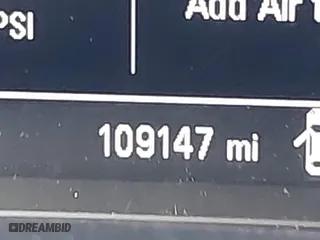 Add Air t
PSI
109147 mi
DREAMBID